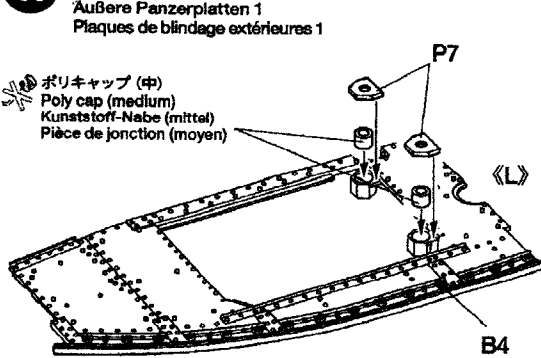 Äußere Panzerplatten 1
Plaques de blindage extérieures 1
P7
ポリキャップ (中)
Poly cap (medium)
Kunststoff-Nabe (mittel)
Pièce de jonction (moyen)
《L》
B4